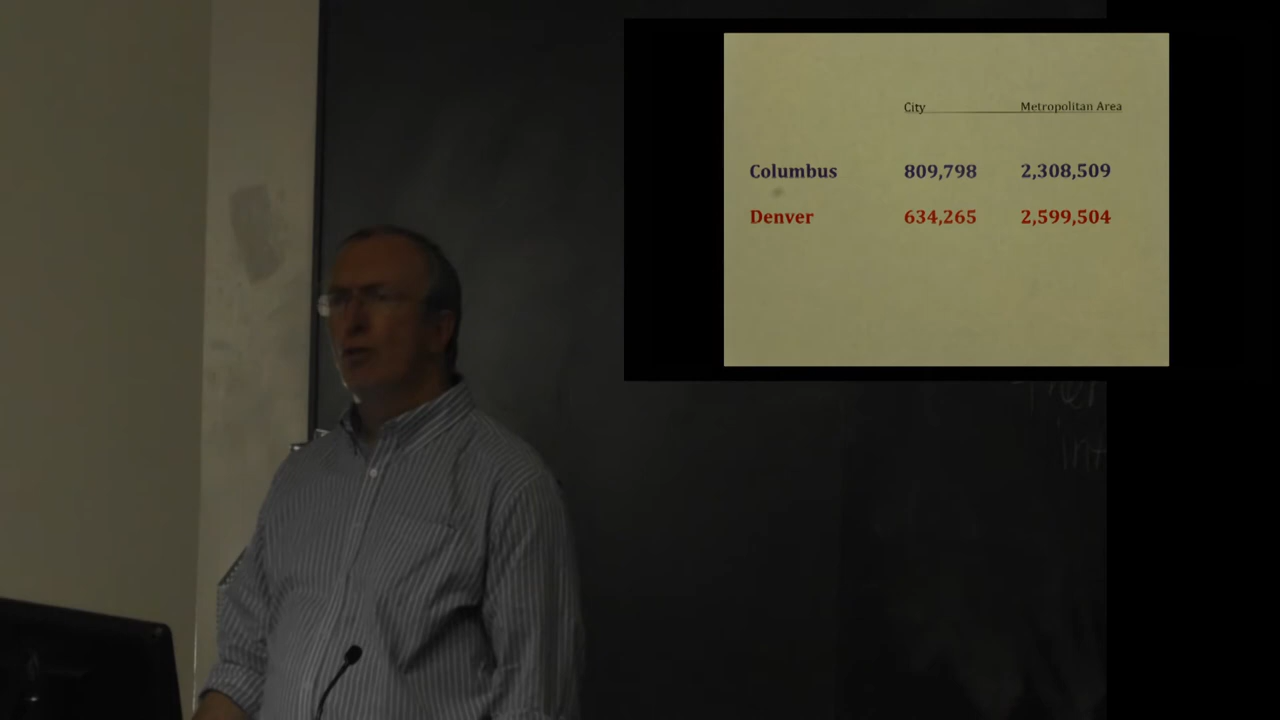 City Metropolitan Area
Columbus 809,798 2,308,509
Denver 634,265 2,599,504